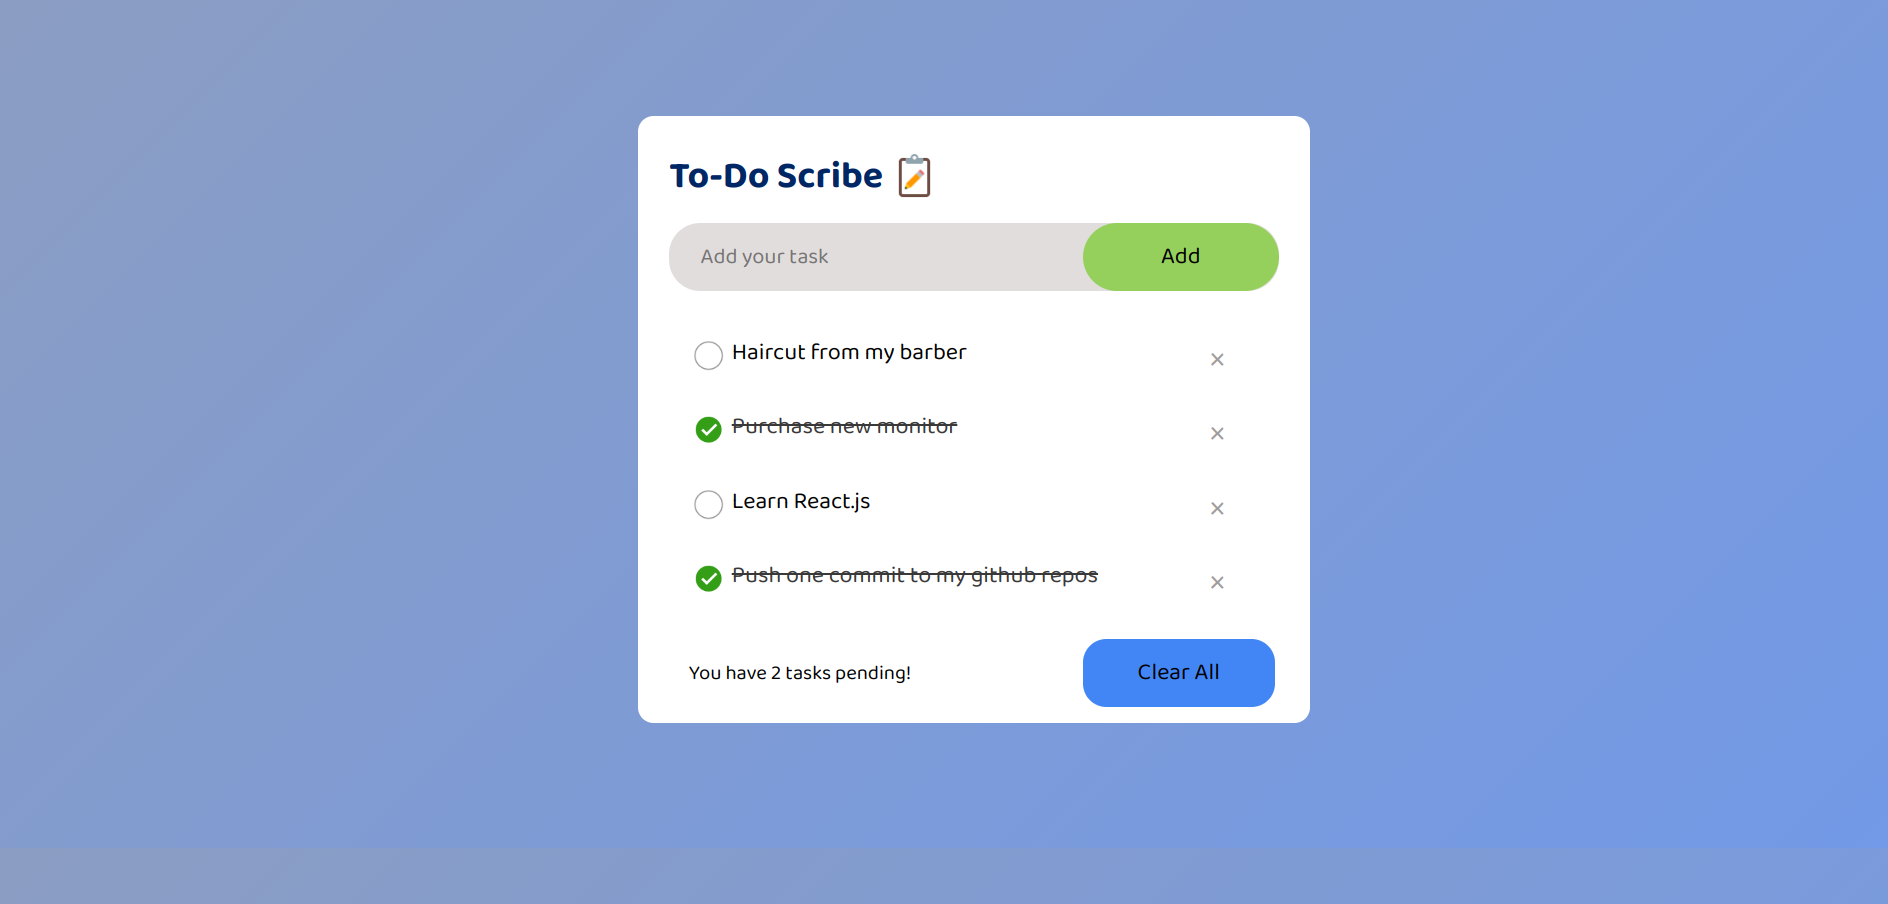 To-Do Scribe 📝
Add your task
Add
Haircut from my barber
×
Purchase new monitor
×
Learn React.js
×
Push one commit to my github repos
×
You have 2 tasks pending!
Clear All